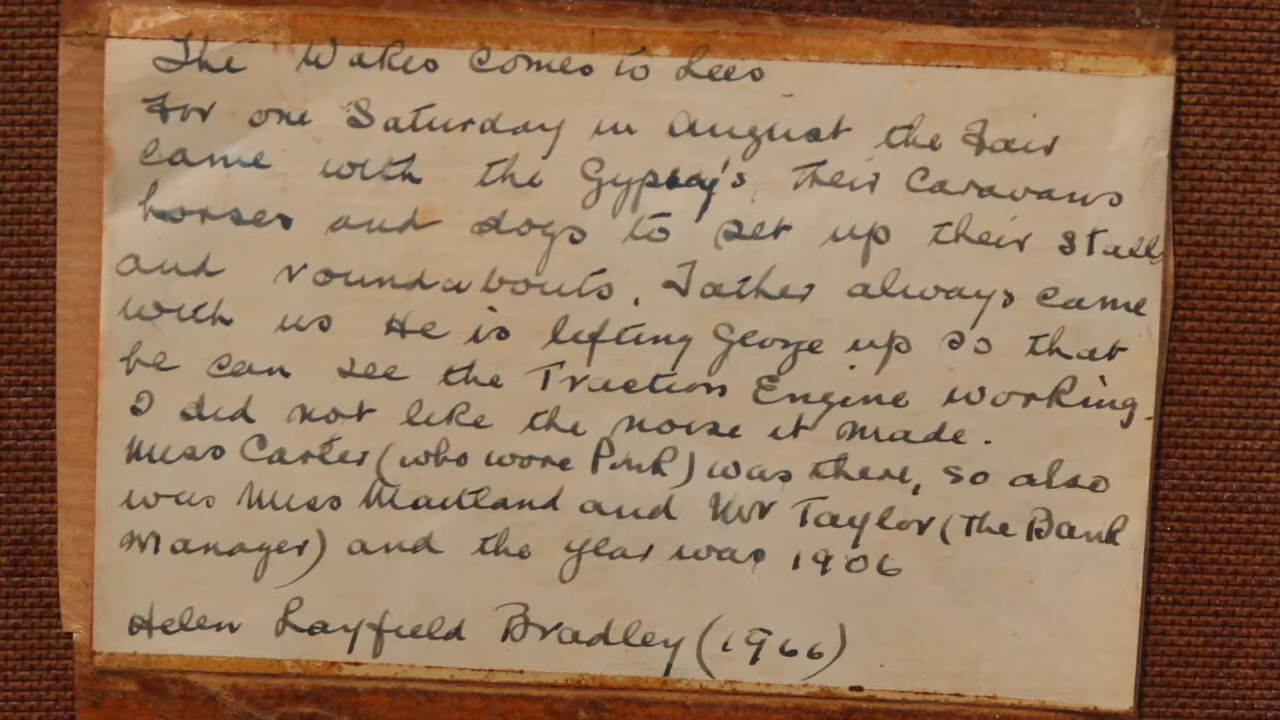 The Wakes comes to Lees
For one Saturday in August the Fair
came with the Gypsey's, their Caravans
horses and dogs to set up their Stalls
and roundabouts. Father always came
with us He is lifting George up so that
he can see the Traction Engine working.
I did not like the noise it made.
Miss Carter (who wore Pink) was there, so also
was Miss Maitland and Mr Taylor (the Bank
Manager) and the year was 1906
Helen Layfield Bradley (1966)